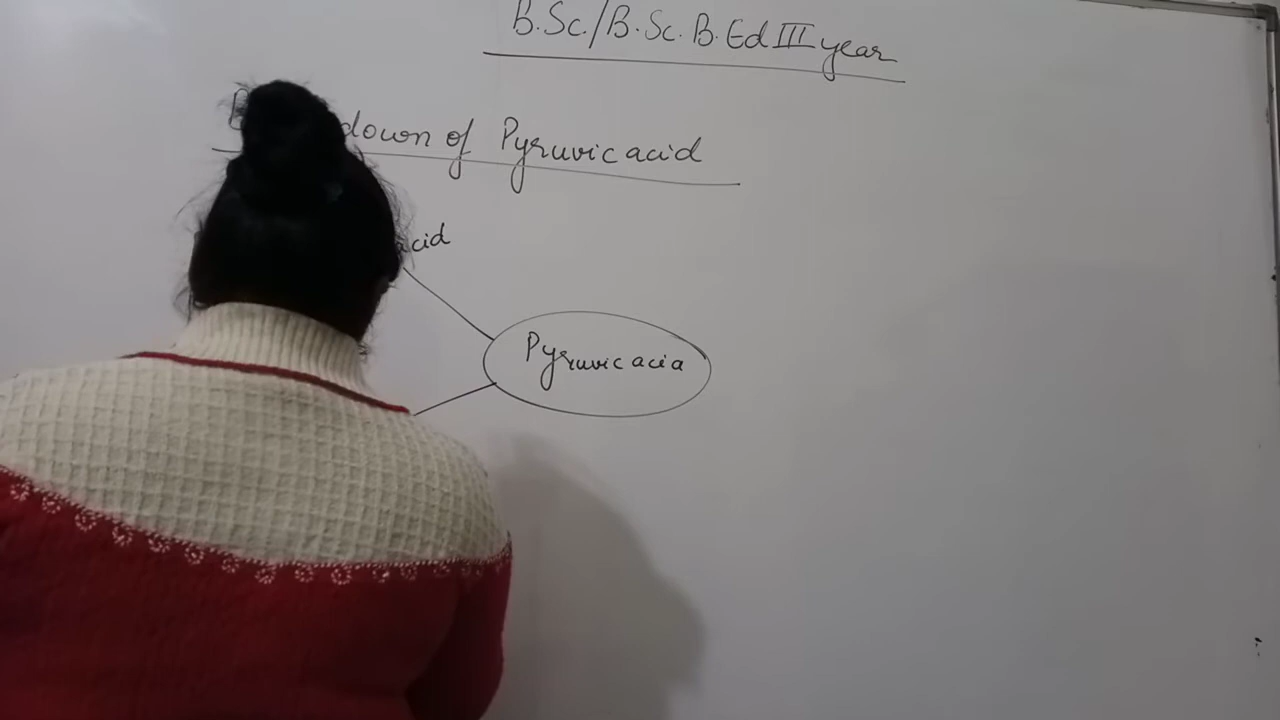 B.Sc./B.Sc.B.Ed III year
down of Pyruvic acid
acid
Pyruvic acid